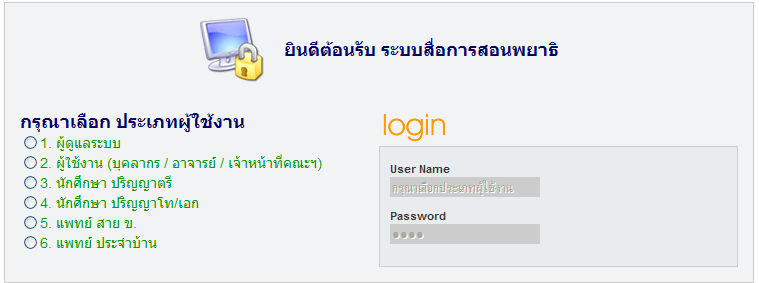 ยินดีต้อนรับ ระบบสื่อการสอนพยาธิ
กรุณาเลือก ประเภทผู้ใช้งาน
1. ผู้ดูแลระบบ
2. ผู้ใช้งาน (บุคลากร / อาจารย์ / เจ้าหน้าที่คณะฯ)
3. นักศึกษา ปริญญาตรี
4. นักศึกษา ปริญญาโท/เอก
5. แพทย์ สาย ข.
6. แพทย์ ประจำบ้าน
login
User Name
กรุณาเลือกประเภทผู้ใช้งาน
Password
●●●●